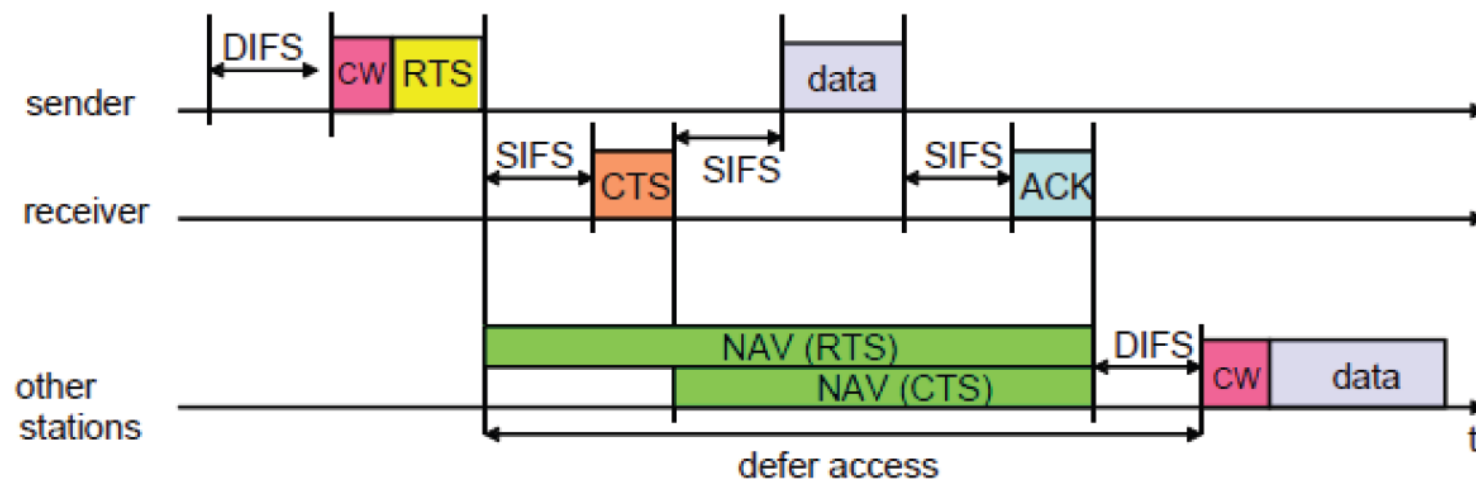 DIFS
CW
RTS
data
sender
SIFS
CTS
SIFS
SIFS
ACK
receiver
NAV (RTS)
DIFS
NAV (CTS)
CW
data
other
stations
t
defer access